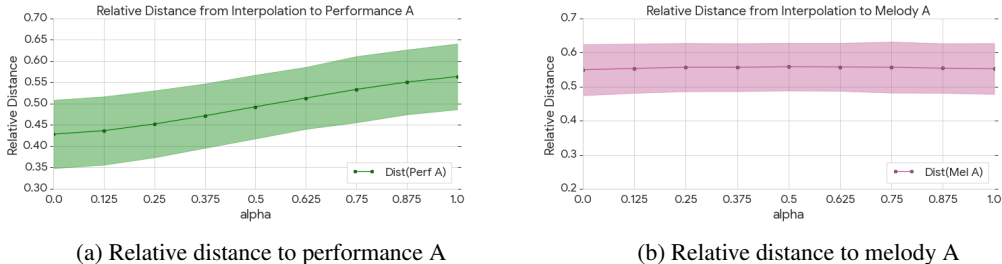 Relative Distance from Interpolation to Performance A
0.70
0.65
0.60
0.55
0.50
0.45
0.40
0.35
0.30
Relative Distance
0.0 0.125 0.25 0.375 0.5 0.625 0.75 0.875 1.0
alpha
Dist(Perf A)
(a) Relative distance to performance A
Relative Distance from Interpolation to Melody A
0.7
0.6
0.5
0.4
0.3
0.2
Relative Distance
0.0 0.125 0.25 0.375 0.5 0.625 0.75 0.875 1.0
alpha
Dist(Mel A)
(b) Relative distance to melody A